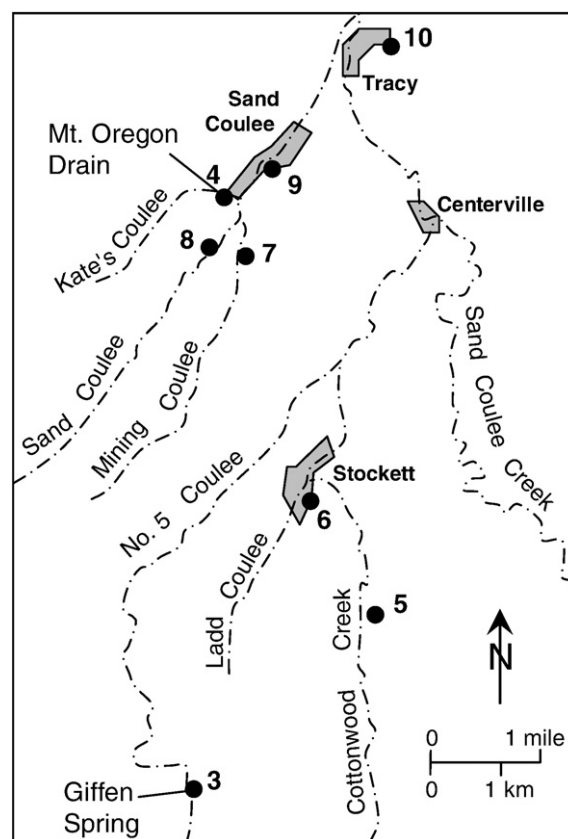 10
Tracy
Sand
Coulee
Mt. Oregon
Drain
4
9
Centerville
Kate's Coulee
8
7
Sand Coulee
Mining Coulee
Sand Coulee Creek
No. 5 Coulee
Stockett
6
Ladd Coulee
5
Cottonwood Creek
N
0 1 mile
0 1 km
3
Giffen
Spring